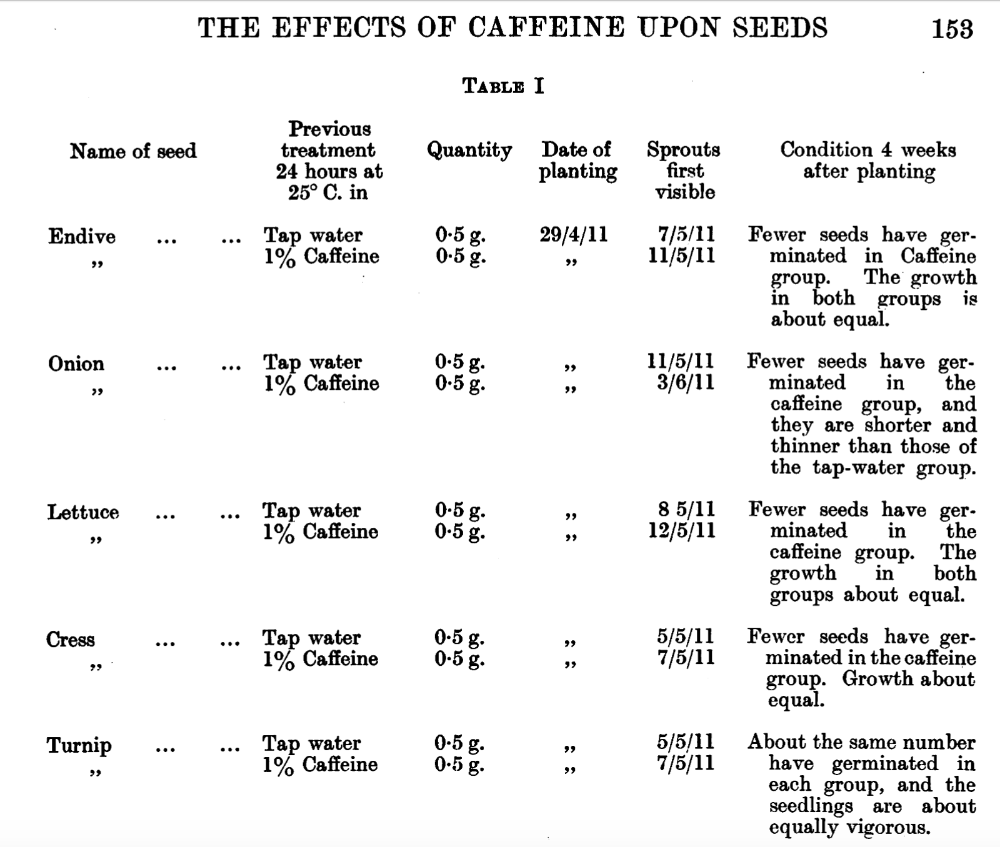 THE EFFECTS OF CAFFEINE UPON SEEDS 153
TABLE I
Name of seed
Previous
treatment
24 hours at
25° C. in
Quantity
Date of
planting
Sprouts
first
visible
Condition 4 weeks
after planting
Endive ... ... Tap water 0·5 g. 29/4/11 7/5/11 Fewer seeds have ger-
„ 1% Caffeine 0·5 g. „ 11/5/11 minated in Caffeine
group. The growth
in both groups is
about equal.
Onion ... ... Tap water 0·5 g. „ 11/5/11 Fewer seeds have ger-
„ 1% Caffeine 0·5 g. „ 3/6/11 minated in the
caffeine group, and
they are shorter and
thinner than those of
the tap-water group.
Lettuce ... ... Tap water 0·5 g. „ 8 5/11 Fewer seeds have ger-
„ 1% Caffeine 0·5 g. „ 12/5/11 minated in the
caffeine group. The
growth in both
groups about equal.
Cress ... ... Tap water 0·5 g. „ 5/5/11 Fewer seeds have ger-
„ 1% Caffeine 0·5 g. „ 7/5/11 minated in the caffeine
group. Growth about
equal.
Turnip ... ... Tap water 0·5 g. „ 5/5/11 About the same number
„ 1% Caffeine 0·5 g. „ 7/5/11 have germinated in
each group, and the
seedlings are about
equally vigorous.